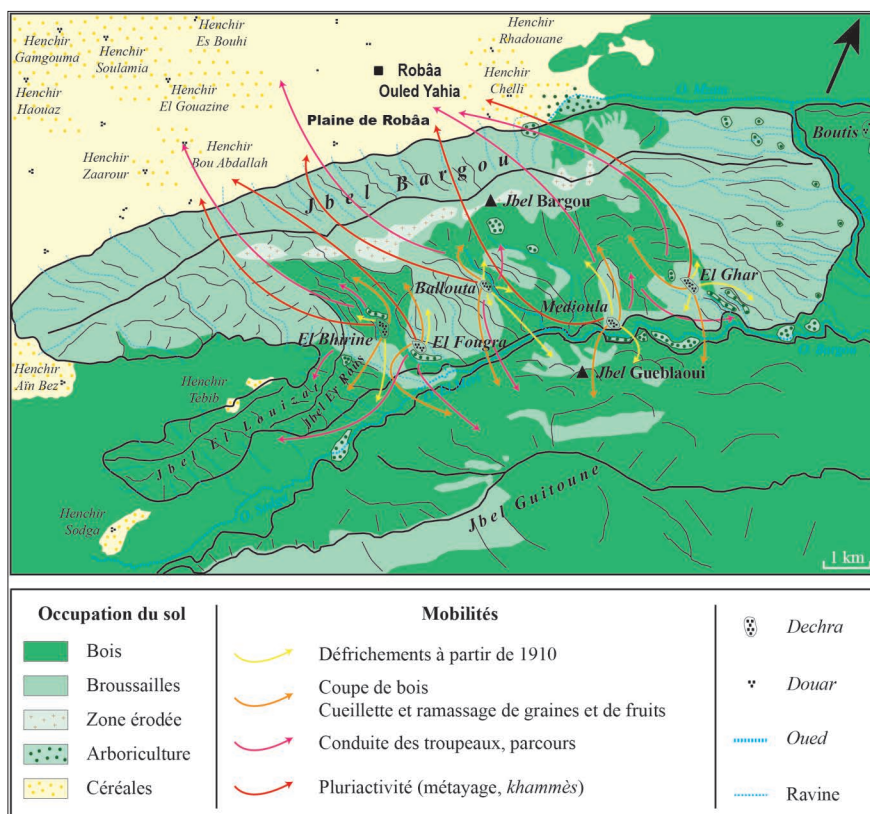 Henchir
Gamgouma
Henchir
Soulamia
Henchir
Es Bouhi
Henchir
Rhadouane
Henchir
Haouaz
Henchir
El Gouazine
Robâa
Ouled Yahia
Henchir
Chelli
Plaine de Robâa
Boutis
Henchir
Zaarour
Henchir
Bou Abdallah
Jbel Bargou
Jbel Bargou
El Ghar
Ballouta
Medioula
El Bhirine
El Fougra
O. Bargou
Henchir
Aïn Bez
Henchir
Tebib
Jbel Gueblaoui
Jbel El Louizat
Jbel Er Kohs
Henchir
Sodga
Jbel Guitoune
1 km
Occupation du sol
Bois
Broussailles
Zone érodée
Arboriculture
Céréales
Mobilités
Défrichements à partir de 1910
Coupe de bois
Cueillette et ramassage de graines et de fruits
Conduite des troupeaux, parcours
Pluriactivité (métayage, khammès)
Dechra
Douar
Oued
Ravine